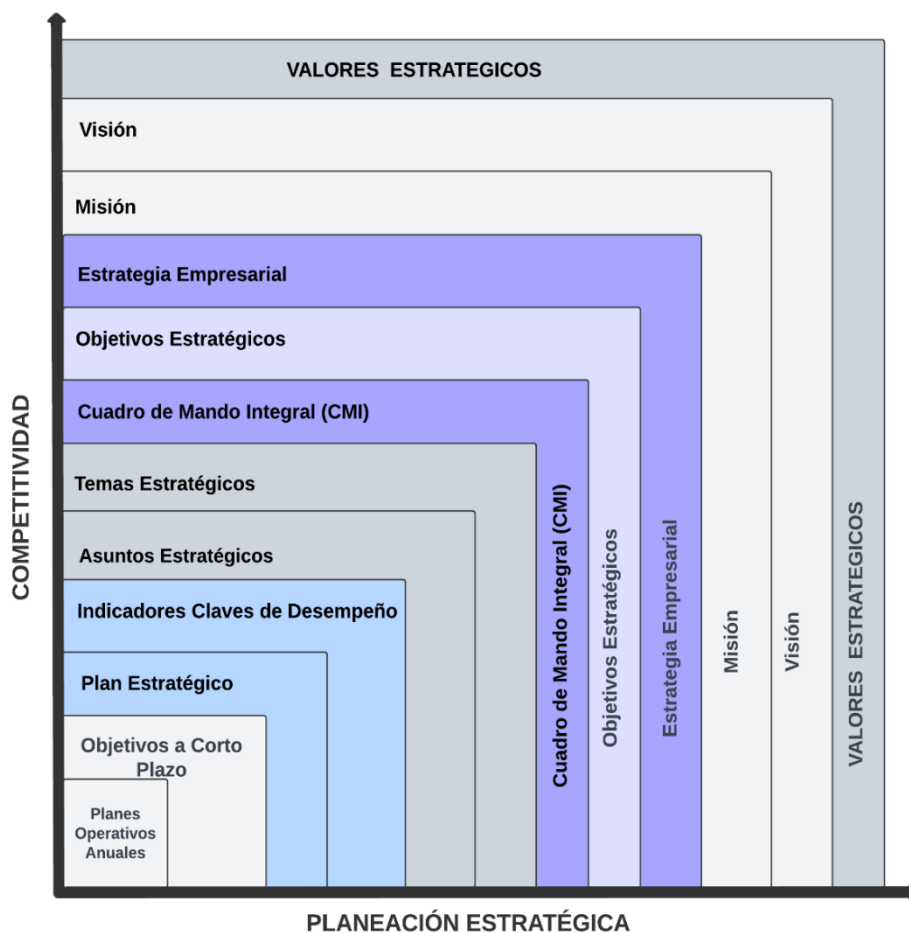 VALORES ESTRATEGICOS
Visión
Misión
Estrategia Empresarial
Objetivos Estratégicos
Cuadro de Mando Integral (CMI)
Temas Estratégicos
Asuntos Estratégicos
Indicadores Claves de Desempeño
Plan Estratégico
Objetivos a Corto
Plazo
Planes
Operativos
Anuales
Cuadro de Mando Integral (CMI)
Objetivos Estratégicos
Estrategia Empresarial
Misión
Visión
VALORES ESTRATEGICOS
COMPETITIVIDAD
PLANEACIÓN ESTRATÉGICA